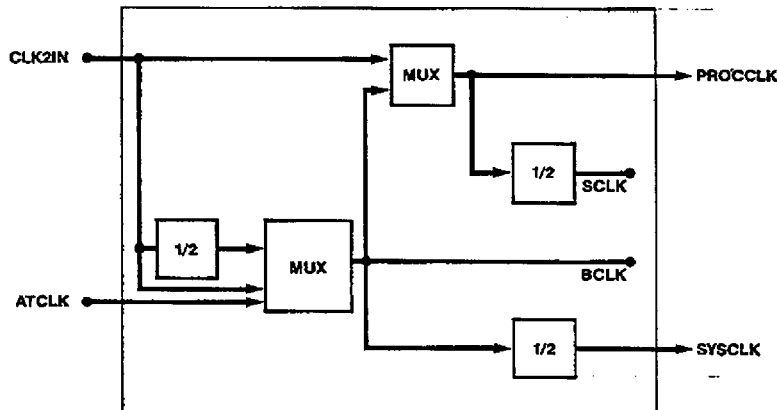 CLK2IN
MUX
PROCCLK
1/2
SCLK
1/2
MUX
BCLK
ATCLK
1/2
SYSCLK